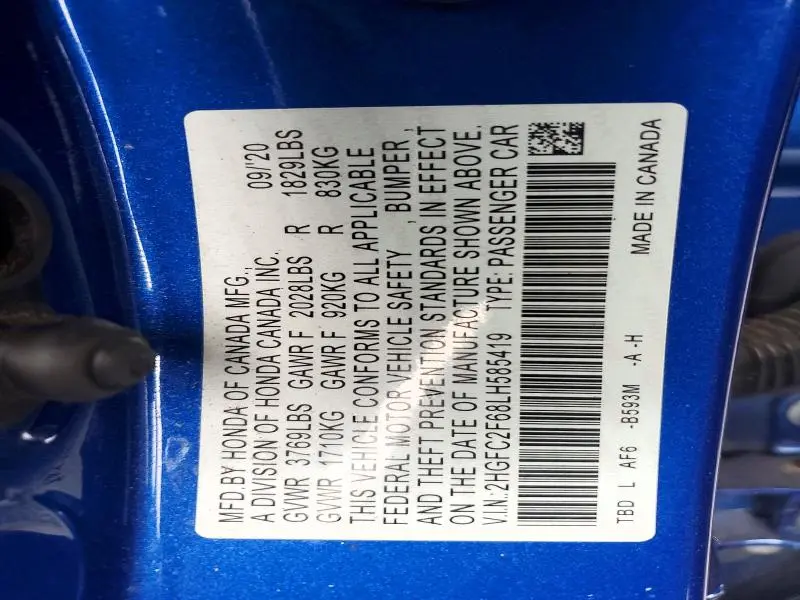 MFD.BY HONDA OF CANADA MFG.,
A DIVISION OF HONDA CANADA INC. 09/'20
GVWR 3769LBS GAWR F 2028LBS R 1829LBS
GVWR 1710KG GAWR F 920KG R 830KG
THIS VEHICLE CONFORMS TO ALL APPLICABLE
FEDERAL MOTOR VEHICLE SAFETY , BUMPER ,
AND THEFT PREVENTION STANDARDS IN EFFECT
ON THE DATE OF MANUFACTURE SHOWN ABOVE.
V.I.N.:2HGFC2F68LH585419 TYPE: PASSENGER CAR
TBD L AF6 -B593M -A -H MADE IN CANADA